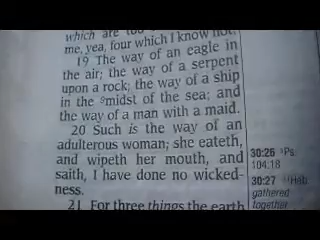 which are too
me, yea, four which I know not.
19 The way of an eagle in
the air; the way of a serpent
upon a rock; the way of a ship
in the midst of the sea; and
the way of a man with a maid.
20 Such is the way of an
adulterous woman; she eateth,
and wipeth her mouth, and
saith, I have done no wicked-
ness.
21 For three things the earth
30:26 Ps.
104:18
30:27 Hab.
gathered
together